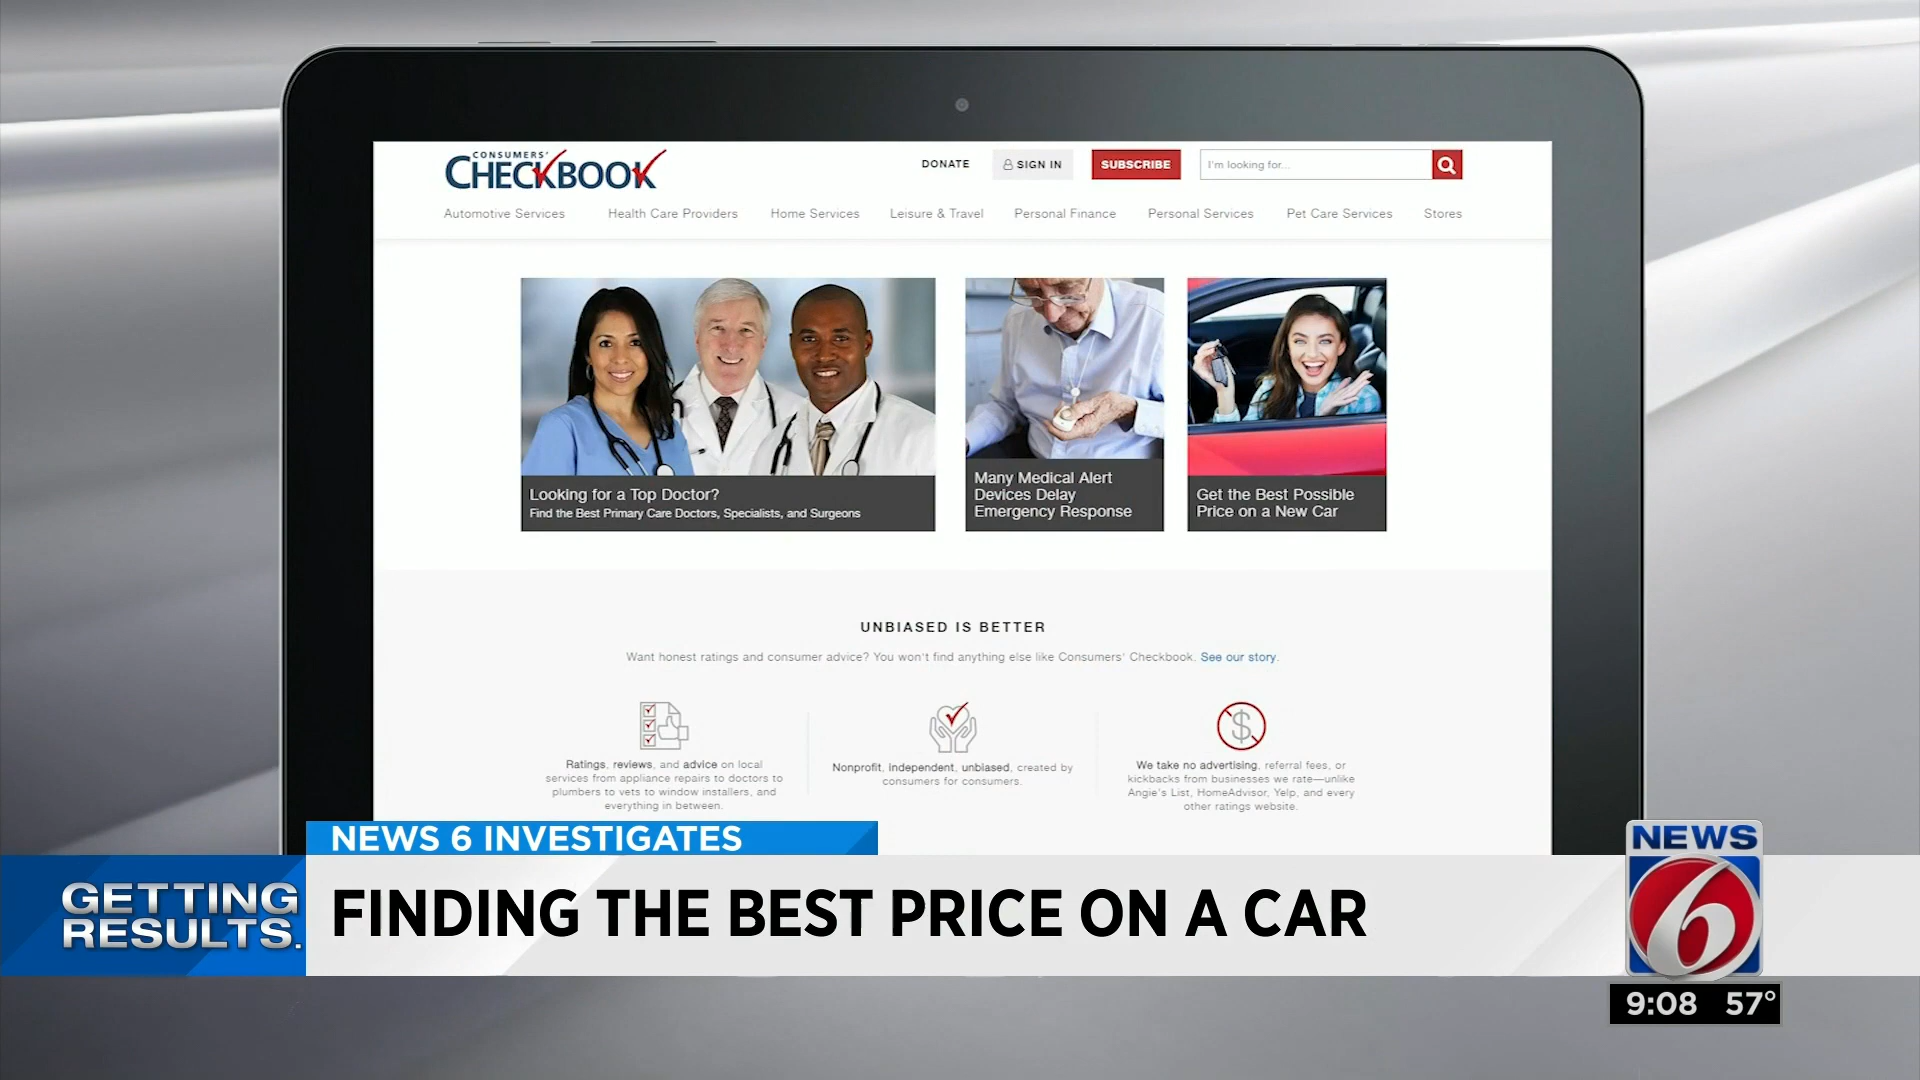 CONSUMERS'
CHECKBOOK
DONATE
SIGN IN
SUBSCRIBE
I'm looking for...
Automotive Services
Health Care Providers
Home Services
Leisure & Travel
Personal Finance
Personal Services
Pet Care Services
Stores
Looking for a Top Doctor?
Find the Best Primary Care Doctors, Specialists, and Surgeons
Many Medical Alert
Devices Delay
Emergency Response
Get the Best Possible
Price on a New Car
UNBIASED IS BETTER
Want honest ratings and consumer advice? You won't find anything else like Consumers' Checkbook. See our story.
Ratings, reviews, and advice on local
services from appliance repairs to doctors to
plumbers to vets to window installers, and
everything in between.
Nonprofit, independent, unbiased, created by
consumers for consumers.
We take no advertising, referral fees, or
kickbacks from businesses we rate—unlike
Angie's List, HomeAdvisor, Yelp, and every
other ratings website.
NEWS 6 INVESTIGATES
GETTING
RESULTS.
FINDING THE BEST PRICE ON A CAR
NEWS
6
9:08 57°